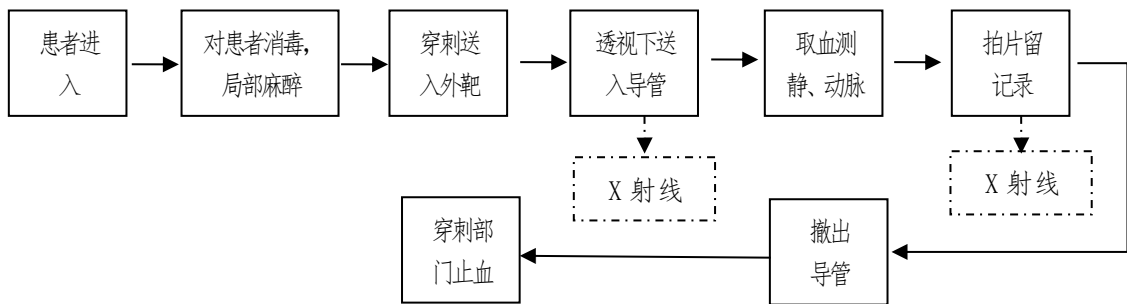 患者进
入
对患者消毒，
局部麻醉
穿刺送
入外靶
透视下送
入导管
取血测
静、动脉
拍片留
记录
X 射线
X 射线
穿刺部
门止血
撤出
导管